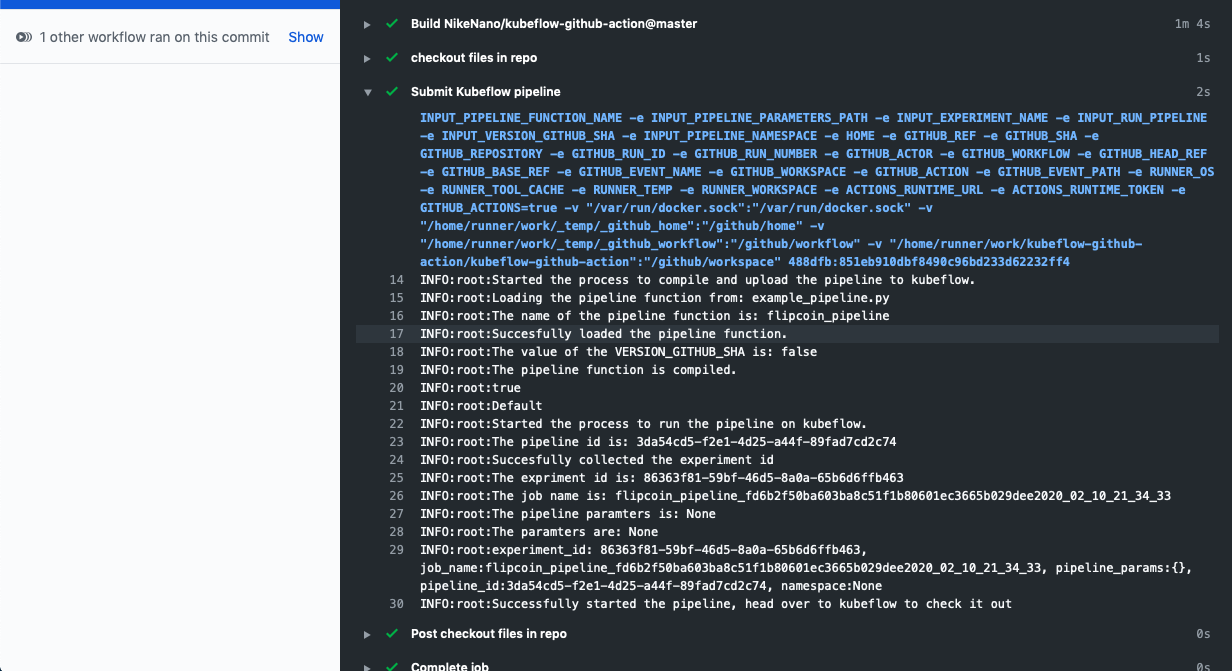 1 other workflow ran on this commit Show
Build NikeNano/kubeflow-github-action@master 1m 4s
checkout files in repo 1s
Submit Kubeflow pipeline 2s
INPUT_PIPELINE_FUNCTION_NAME -e INPUT_PIPELINE_PARAMETERS_PATH -e INPUT_EXPERIMENT_NAME -e INPUT_RUN_PIPELINE
-e INPUT_VERSION_GITHUB_SHA -e INPUT_PIPELINE_NAMESPACE -e HOME -e GITHUB_REF -e GITHUB_SHA -e
GITHUB_REPOSITORY -e GITHUB_RUN_ID -e GITHUB_RUN_NUMBER -e GITHUB_ACTOR -e GITHUB_WORKFLOW -e GITHUB_HEAD_REF
-e GITHUB_BASE_REF -e GITHUB_EVENT_NAME -e GITHUB_WORKSPACE -e GITHUB_ACTION -e GITHUB_EVENT_PATH -e RUNNER_OS
-e RUNNER_TOOL_CACHE -e RUNNER_TEMP -e RUNNER_WORKSPACE -e ACTIONS_RUNTIME_URL -e ACTIONS_RUNTIME_TOKEN -e
GITHUB_ACTIONS=true -v "/var/run/docker.sock":"/var/run/docker.sock" -v
"/home/runner/work/_temp/_github_home":"/github/home" -v
"/home/runner/work/_temp/_github_workflow":"/github/workflow" -v "/home/runner/work/kubeflow-github-
action/kubeflow-github-action":"/github/workspace" 488dfb:851eb910dbf8490c96bd233d62232ff4
14 INFO:root:Started the process to compile and upload the pipeline to kubeflow.
15 INFO:root:Loading the pipeline function from: example_pipeline.py
16 INFO:root:The name of the pipeline function is: flipcoin_pipeline
17 INFO:root:Succesfully loaded the pipeline function.
18 INFO:root:The value of the VERSION_GITHUB_SHA is: false
19 INFO:root:The pipeline function is compiled.
20 INFO:root:true
21 INFO:root:Default
22 INFO:root:Started the process to run the pipeline on kubeflow.
23 INFO:root:The pipeline id is: 3da54cd5-f2e1-4d25-a44f-89fad7cd2c74
24 INFO:root:Succesfully collected the experiment id
25 INFO:root:The expriment id is: 86363f81-59bf-46d5-8a0a-65b6d6ffb463
26 INFO:root:The job name is: flipcoin_pipeline_fd6b2f50ba603ba8c51f1b80601ec3665b029dee2020_02_10_21_34_33
27 INFO:root:The pipeline paramters is: None
28 INFO:root:The paramters are: None
29 INFO:root:experiment_id: 86363f81-59bf-46d5-8a0a-65b6d6ffb463,
job_name:flipcoin_pipeline_fd6b2f50ba603ba8c51f1b80601ec3665b029dee2020_02_10_21_34_33, pipeline_params:{},
pipeline_id:3da54cd5-f2e1-4d25-a44f-89fad7cd2c74, namespace:None
30 INFO:root:Successfully started the pipeline, head over to kubeflow to check it out
Post checkout files in repo 0s
Complete job 0s